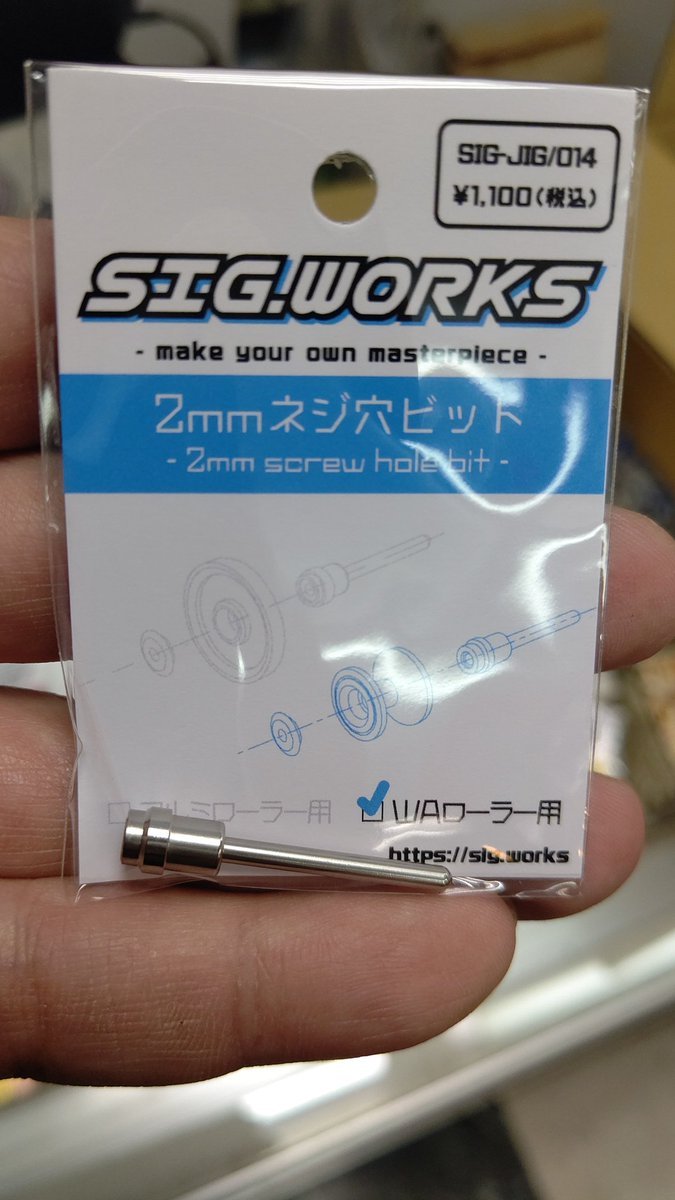 SIG-JIG/014
¥1,100(税込)
SIG.WORKS
- make your own masterpiece -
2mmネジ穴ビット
- 2mm screw hole bit -
□アルミローラー用
☑W/Aローラー用
https://sig.works